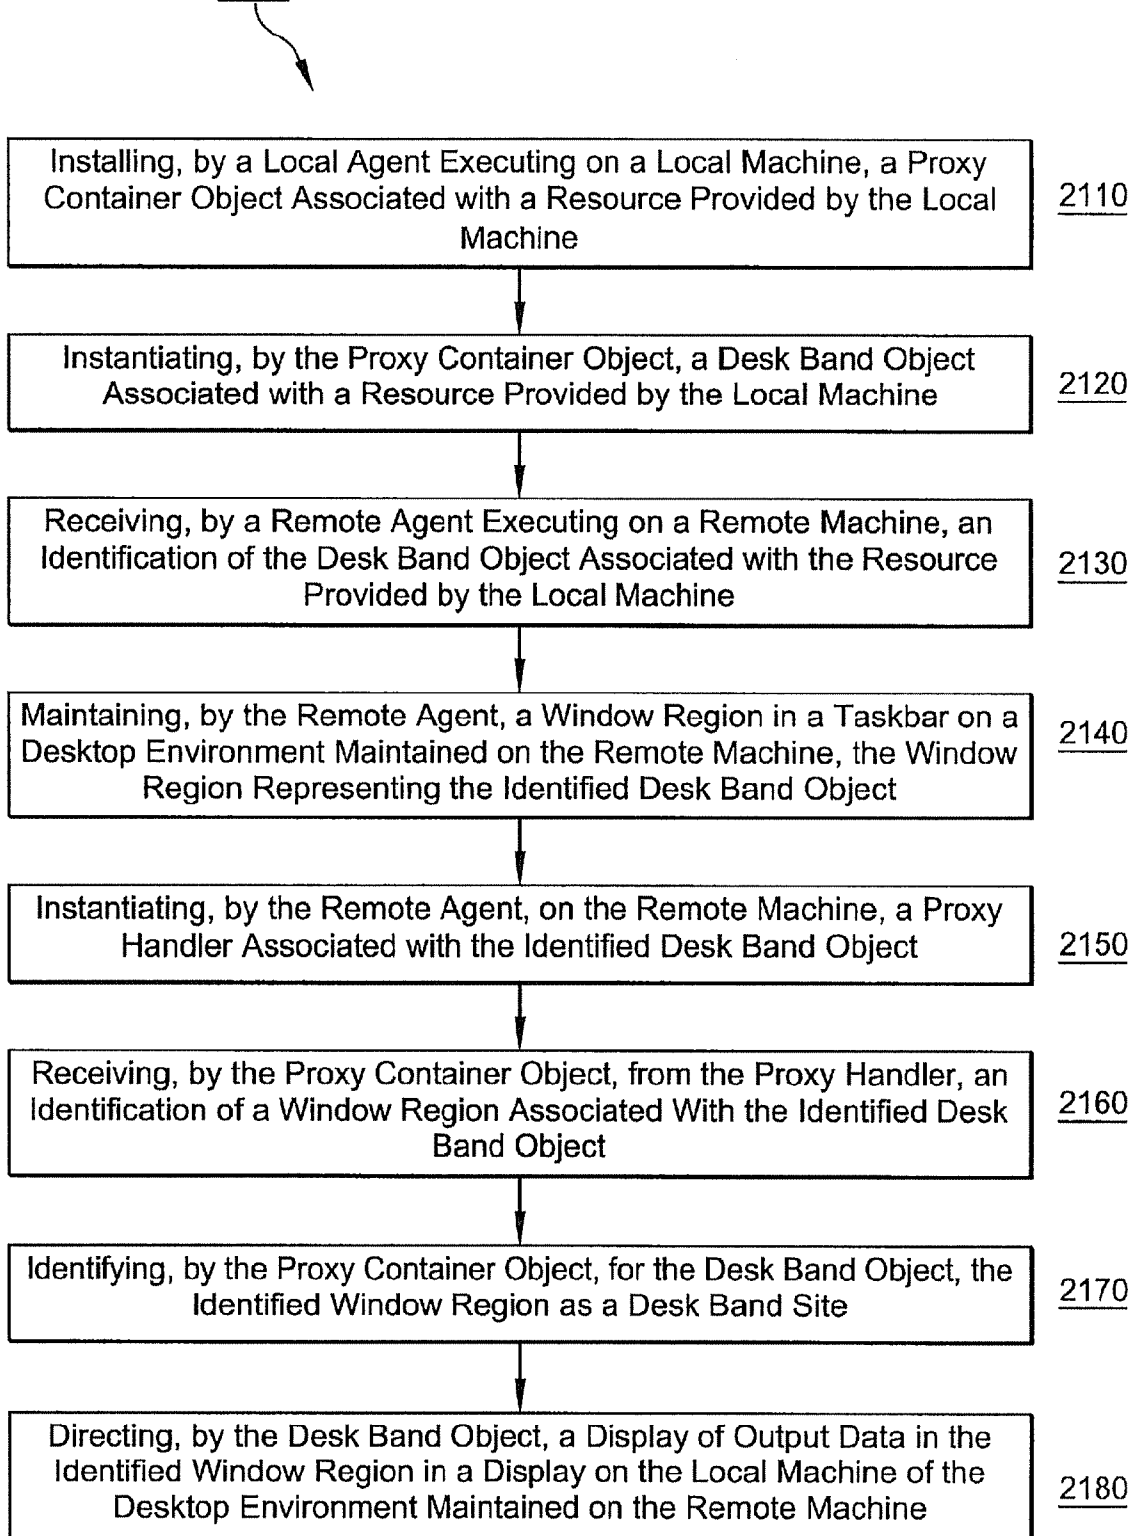 Installing, by a Local Agent Executing on a Local Machine, a Proxy
Container Object Associated with a Resource Provided by the Local
Machine
2110
Instantiating, by the Proxy Container Object, a Desk Band Object
Associated with a Resource Provided by the Local Machine
2120
Receiving, by a Remote Agent Executing on a Remote Machine, an
Identification of the Desk Band Object Associated with the Resource
Provided by the Local Machine
2130
Maintaining, by the Remote Agent, a Window Region in a Taskbar on a
Desktop Environment Maintained on the Remote Machine, the Window
Region Representing the Identified Desk Band Object
2140
Instantiating, by the Remote Agent, on the Remote Machine, a Proxy
Handler Associated with the Identified Desk Band Object
2150
Receiving, by the Proxy Container Object, from the Proxy Handler, an
Identification of a Window Region Associated With the Identified Desk
Band Object
2160
Identifying, by the Proxy Container Object, for the Desk Band Object, the
Identified Window Region as a Desk Band Site
2170
Directing, by the Desk Band Object, a Display of Output Data in the
Identified Window Region in a Display on the Local Machine of the
Desktop Environment Maintained on the Remote Machine
2180